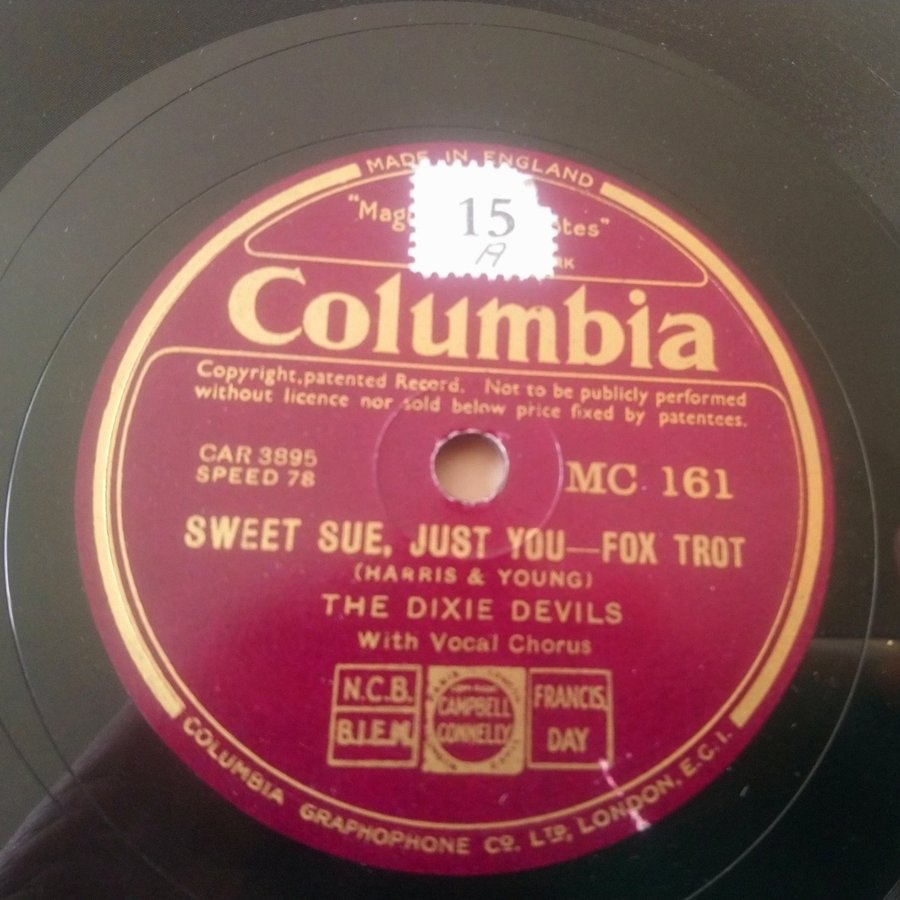 MADE IN ENGLAND
"Mag
15
otes"
A
RK
Columbia
Copyright, patented Record. Not to be publicly performed
without licence nor sold below price fixed by patentees.
CAR 3895
SPEED 78
MC 161
SWEET SUE, JUST YOU—FOX TROT
(HARRIS & YOUNG)
THE DIXIE DEVILS
With Vocal Chorus
N.C.B.
B.I.E.M.
CAMPBELL
CONNELLY
FRANCIS,
DAY
COLUMBIA GRAPHOPHONE CO. LTD, LONDON, E.C.1.